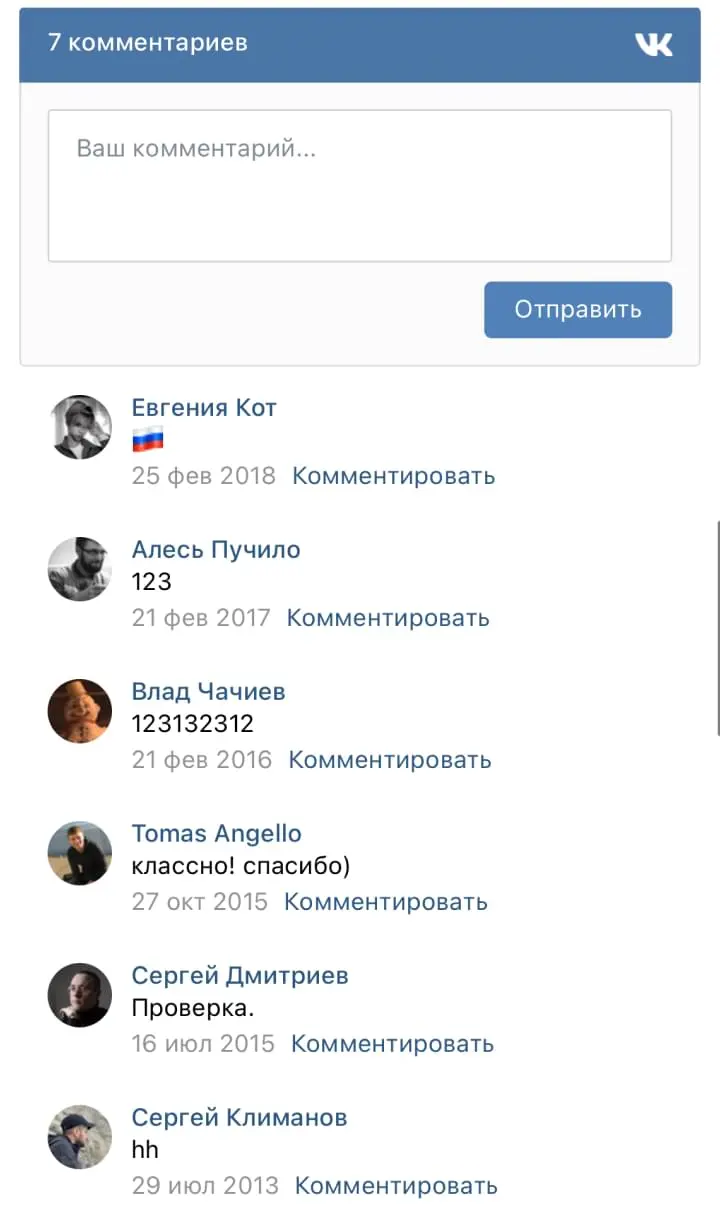 7 комментариев
Ваш комментарий...
Отправить
Евгения Кот
🇷🇺
25 фев 2018 Комментировать
Алесь Пучило
123
21 фев 2017 Комментировать
Влад Чачиев
123132312
21 фев 2016 Комментировать
Tomas Angello
классно! спасибо)
27 окт 2015 Комментировать
Сергей Дмитриев
Проверка.
16 июл 2015 Комментировать
Сергей Климанов
hh
29 июл 2013 Комментировать